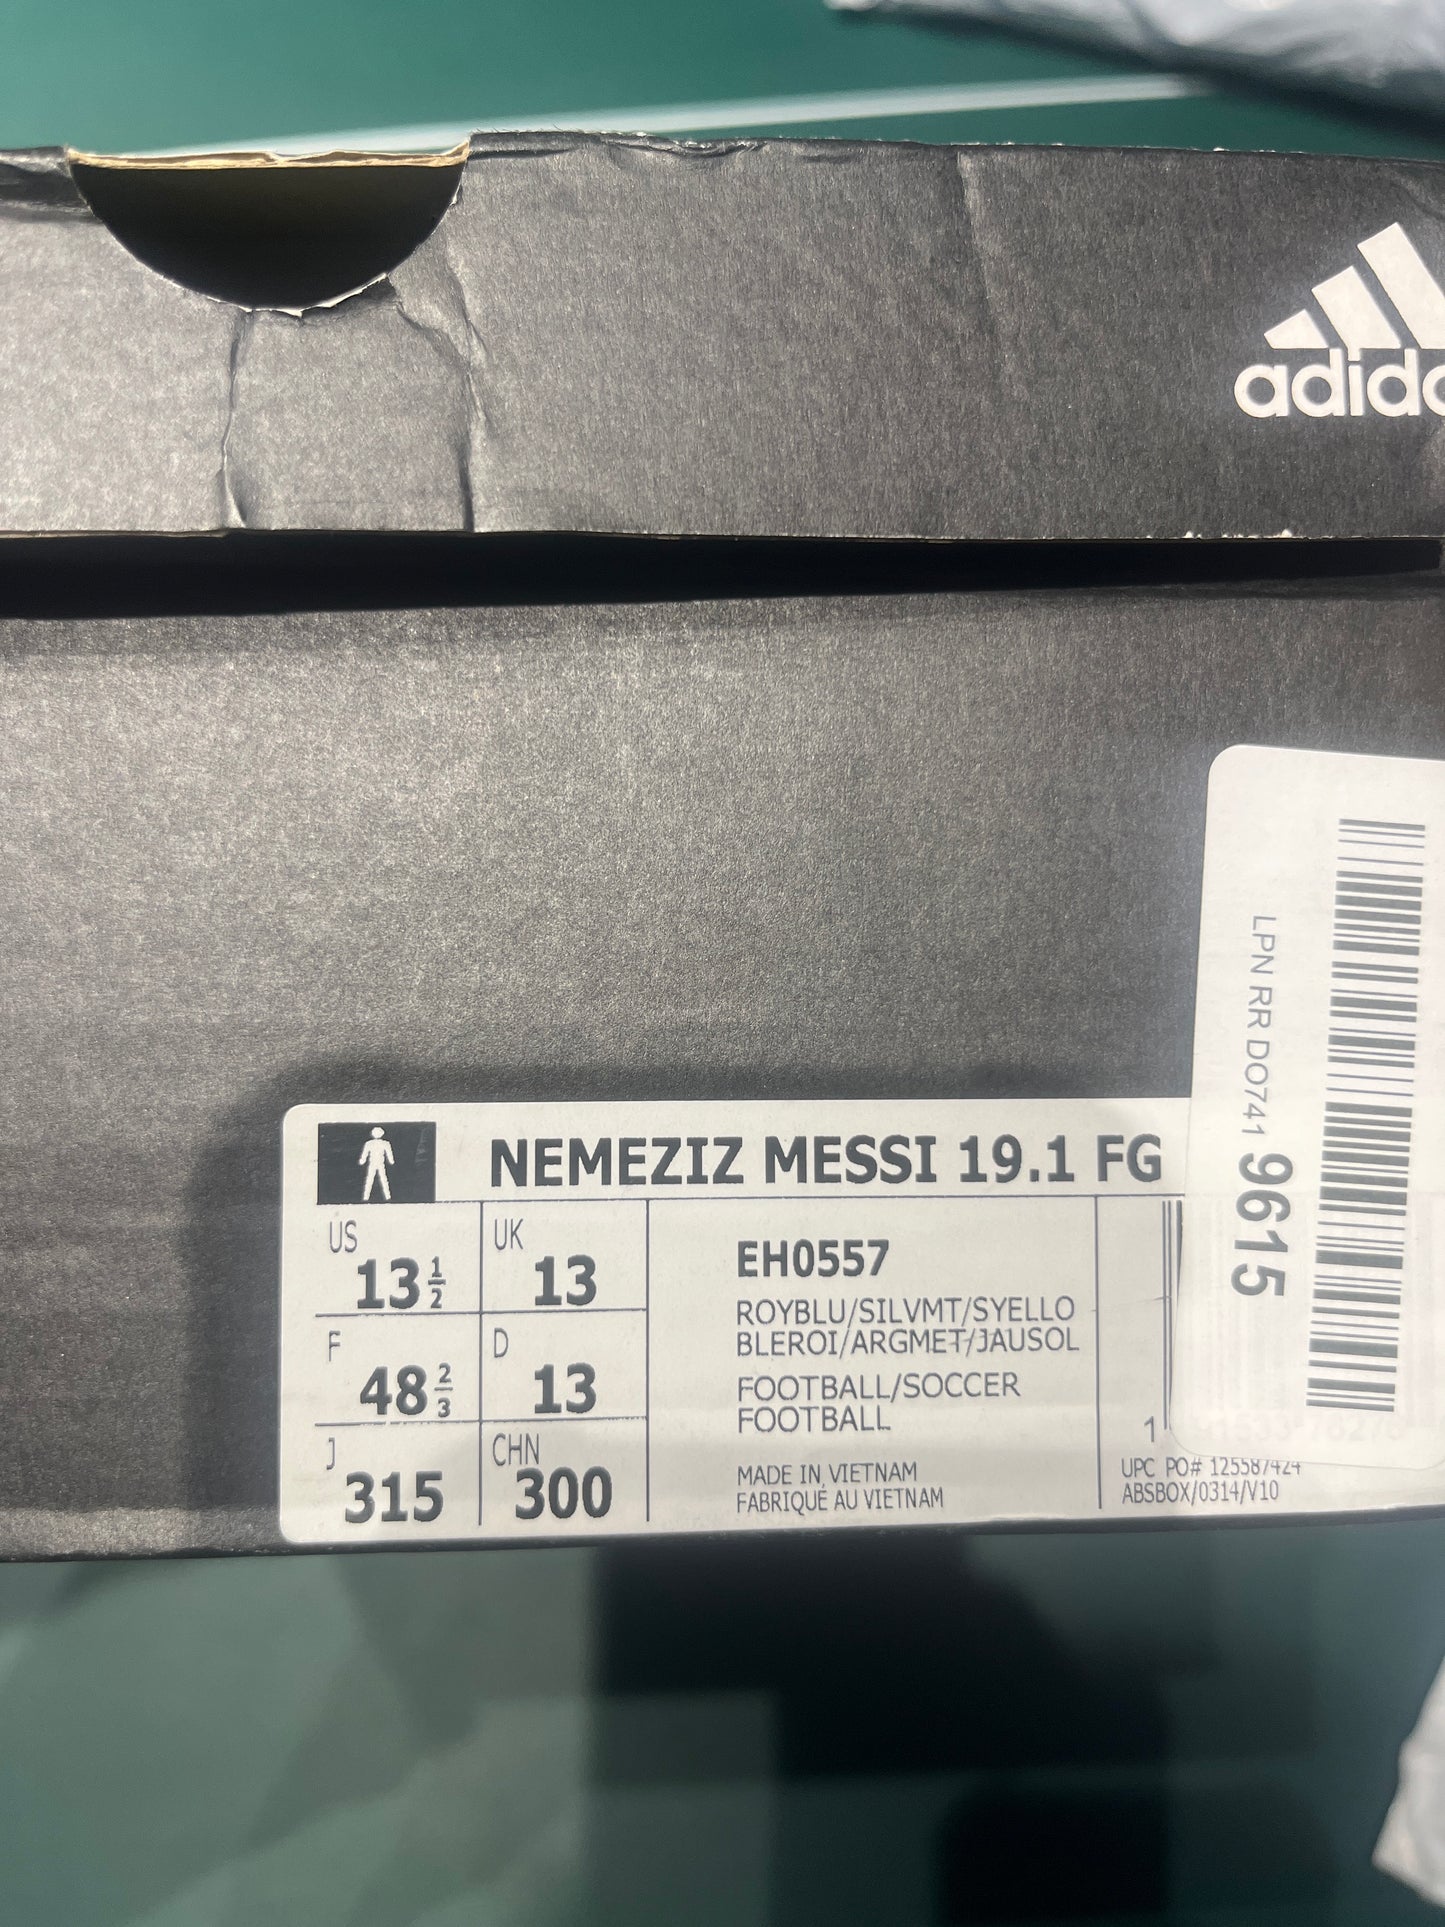 NEMEZIZ MESSI 19.1 FG
US
13 1/2
UK
13
F
48 2/3
D
13
J
315
CHN
300
EH0557
ROYBLU/SILVMT/SYELLO
BLEROI/ARGMET/JAUSOL
FOOTBALL/SOCCER
FOOTBALL
MADE IN VIETNAM
FABRIQUÉ AU VIETNAM
1
UPC PO# 125587424
ABSBOX/0314/V10
LPN RR DO741 9615